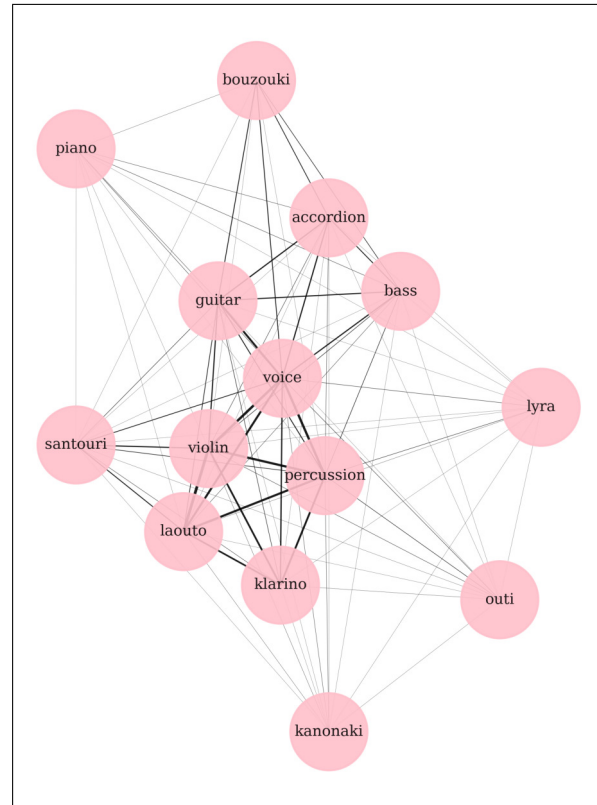 bouzouki
piano
accordion
bass
guitar
voice
lyra
santouri
violin
percussion
laouto
klarino
outi
kanonaki